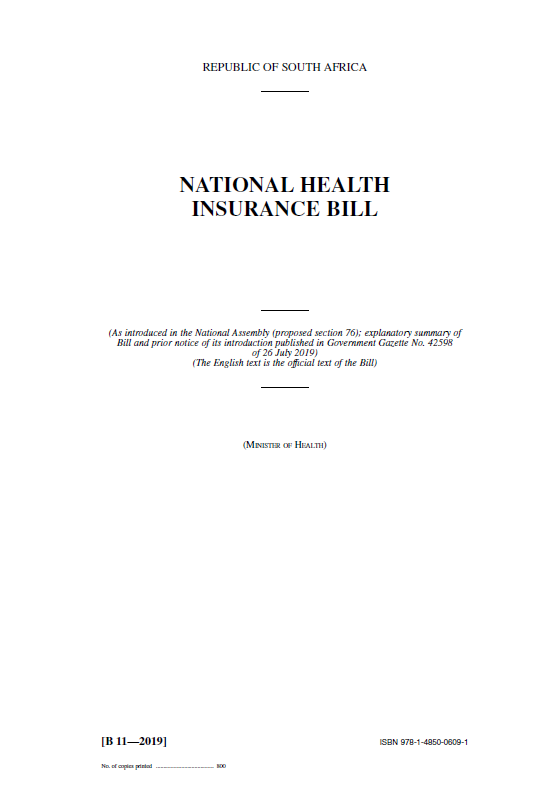 REPUBLIC OF SOUTH AFRICA
NATIONAL HEALTH
INSURANCE BILL
(As introduced in the National Assembly (proposed section 76); explanatory summary of
Bill and prior notice of its introduction published in Government Gazette No. 42598
of 26 July 2019)
(The English text is the official text of the Bill)
(MINISTER OF HEALTH)
[B 11—2019]
ISBN 978-1-4850-0609-1
No. of copies printed ........................................ 800